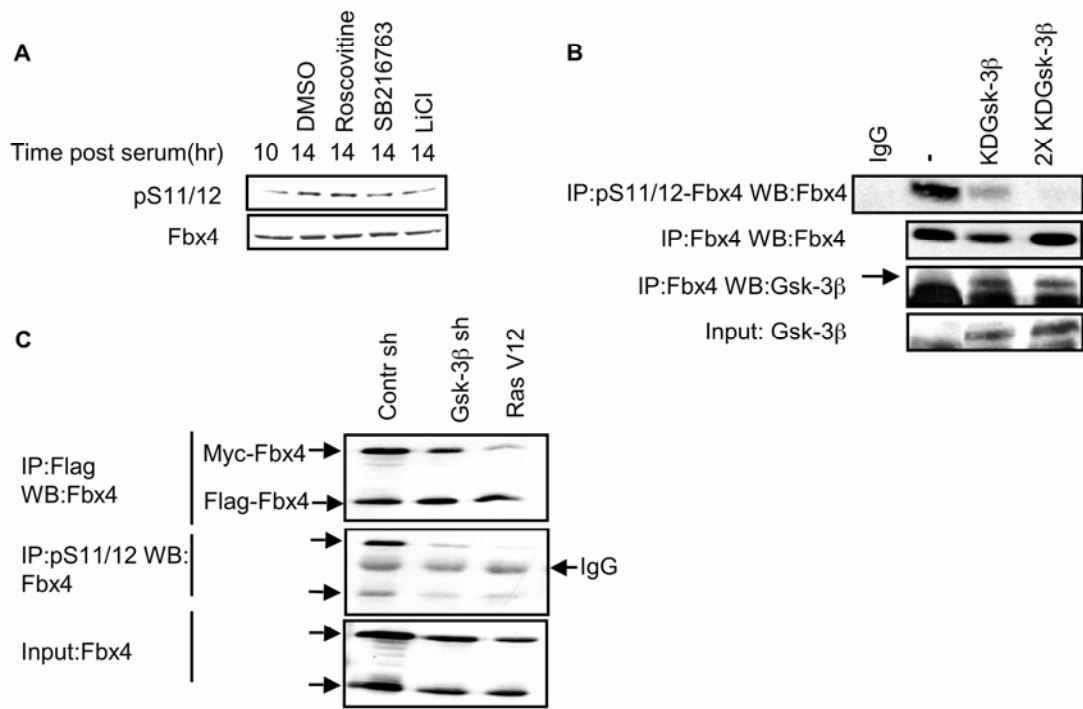 A
DMSO
Roscovitine
SB216763
LiCl
Time post serum(hr) 10 14 14 14 14
pS11/12
Fbx4
B
IgG
-
KDGsk-3β
2X KDGsk-3β
IP:pS11/12-Fbx4 WB:Fbx4
IP:Fbx4 WB:Fbx4
IP:Fbx4 WB:Gsk-3β
Input: Gsk-3β
C
Contr sh
Gsk-3β sh
Ras V12
IP:Flag
WB:Fbx4
Myc-Fbx4
Flag-Fbx4
IP:pS11/12 WB:
Fbx4
IgG
Input:Fbx4